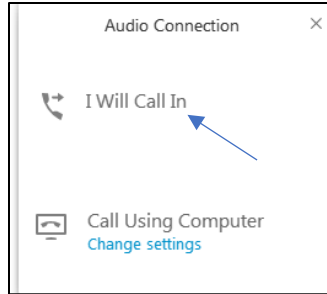 Audio Connection
I Will Call In
Call Using Computer
Change settings